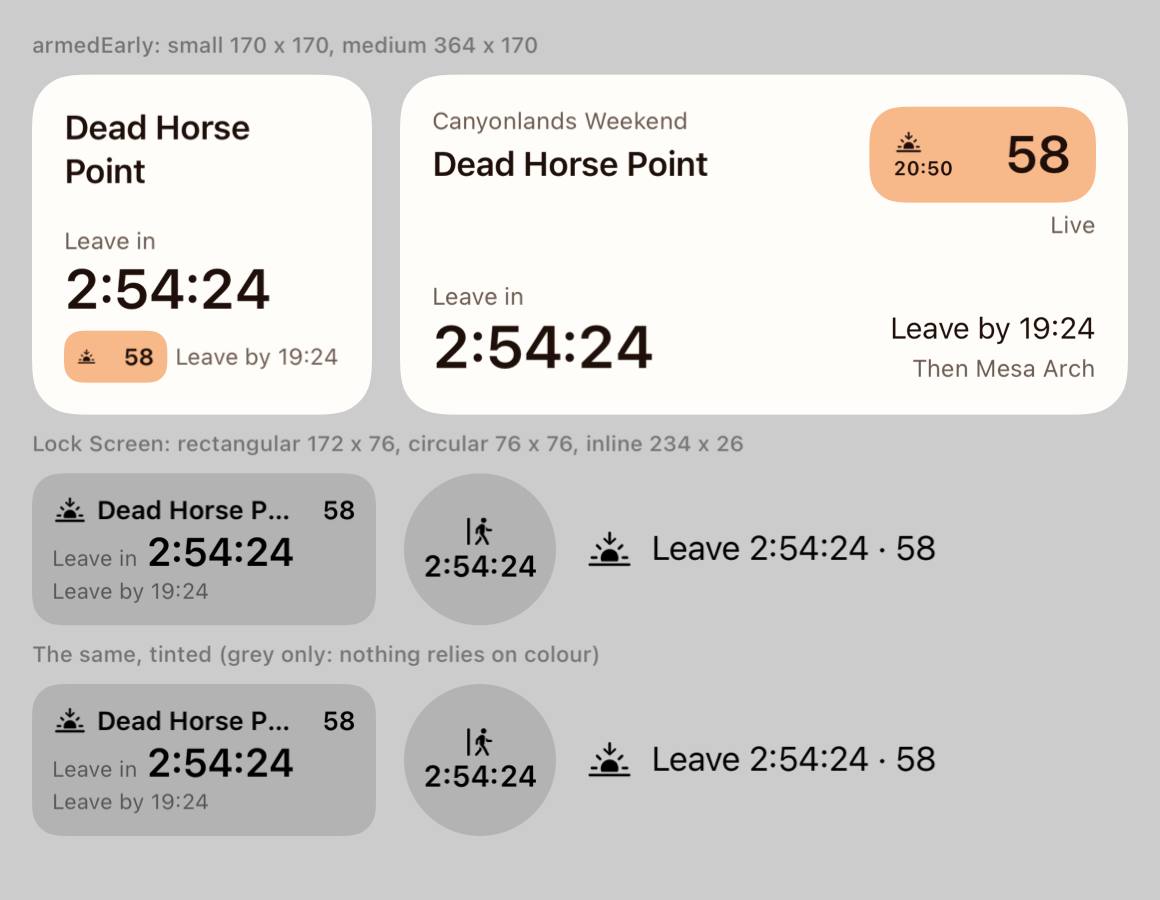 armedEarly: small 170 x 170, medium 364 x 170
Dead Horse
Point
Leave in
2:54:24
58 Leave by 19:24
Canyonlands Weekend
Dead Horse Point
20:50 58
Live
Leave in
2:54:24
Leave by 19:24
Then Mesa Arch
Lock Screen: rectangular 172 x 76, circular 76 x 76, inline 234 x 26
Dead Horse P... 58
Leave in 2:54:24
Leave by 19:24
2:54:24
Leave 2:54:24 · 58
The same, tinted (grey only: nothing relies on colour)
Dead Horse P... 58
Leave in 2:54:24
Leave by 19:24
2:54:24
Leave 2:54:24 · 58